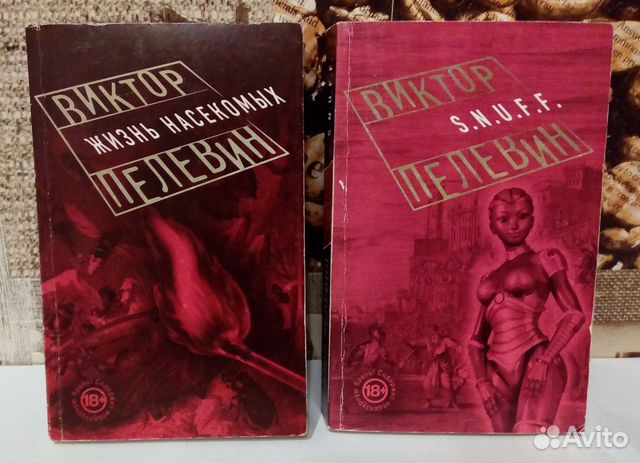 ВИКТОР
ЖИЗНЬ НАСЕКОМЫХ
ПЕЛЕВИН
18+
ВИКТОР
S.N.U.F.F.
ПЕЛЕВИН
18+
Avito